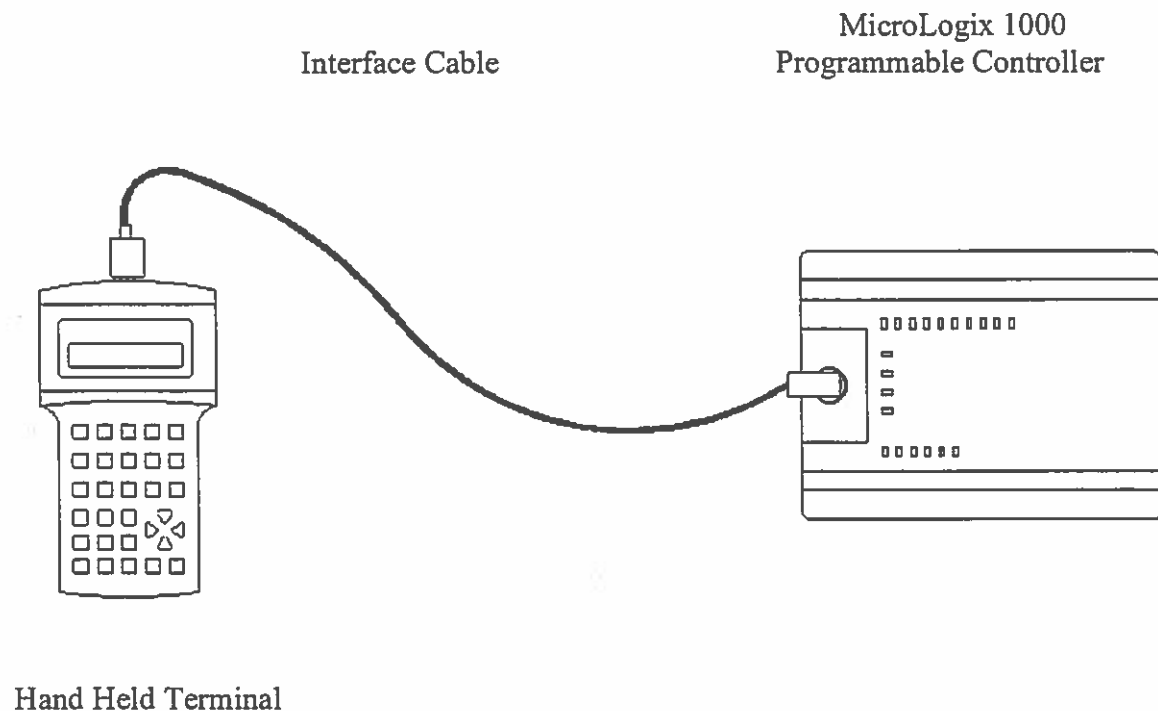 MicroLogix 1000
Programmable Controller
Interface Cable
Hand Held Terminal